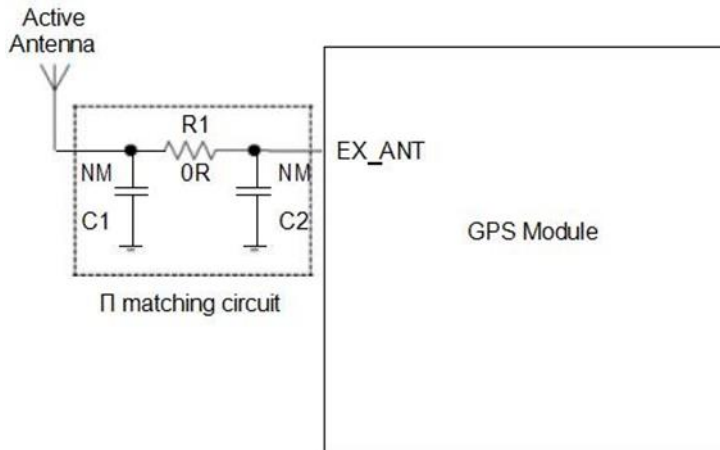 Active
Antenna
R1
NM
0R
NM
C1
C2
EX_ANT
GPS Module
Π matching circuit